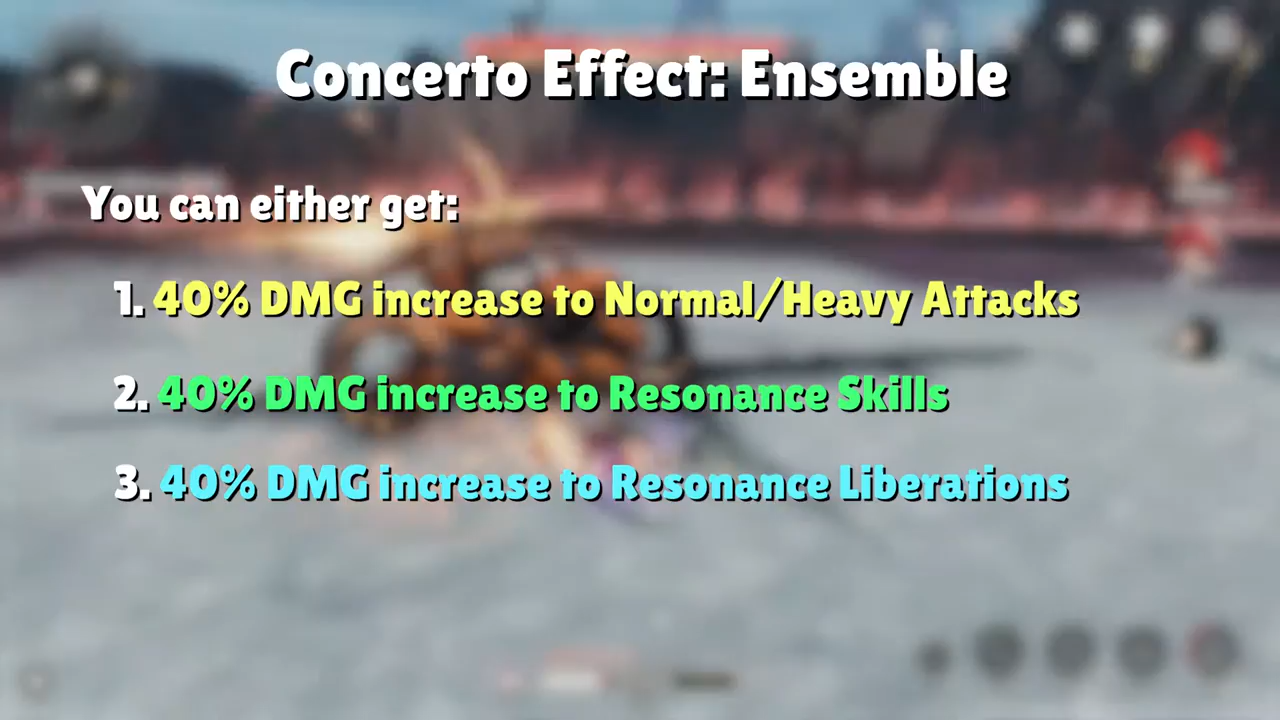 Concerto Effect: Ensemble
You can either get:
1. 40% DMG increase to Normal/Heavy Attacks
2. 40% DMG increase to Resonance Skills
3. 40% DMG increase to Resonance Liberations